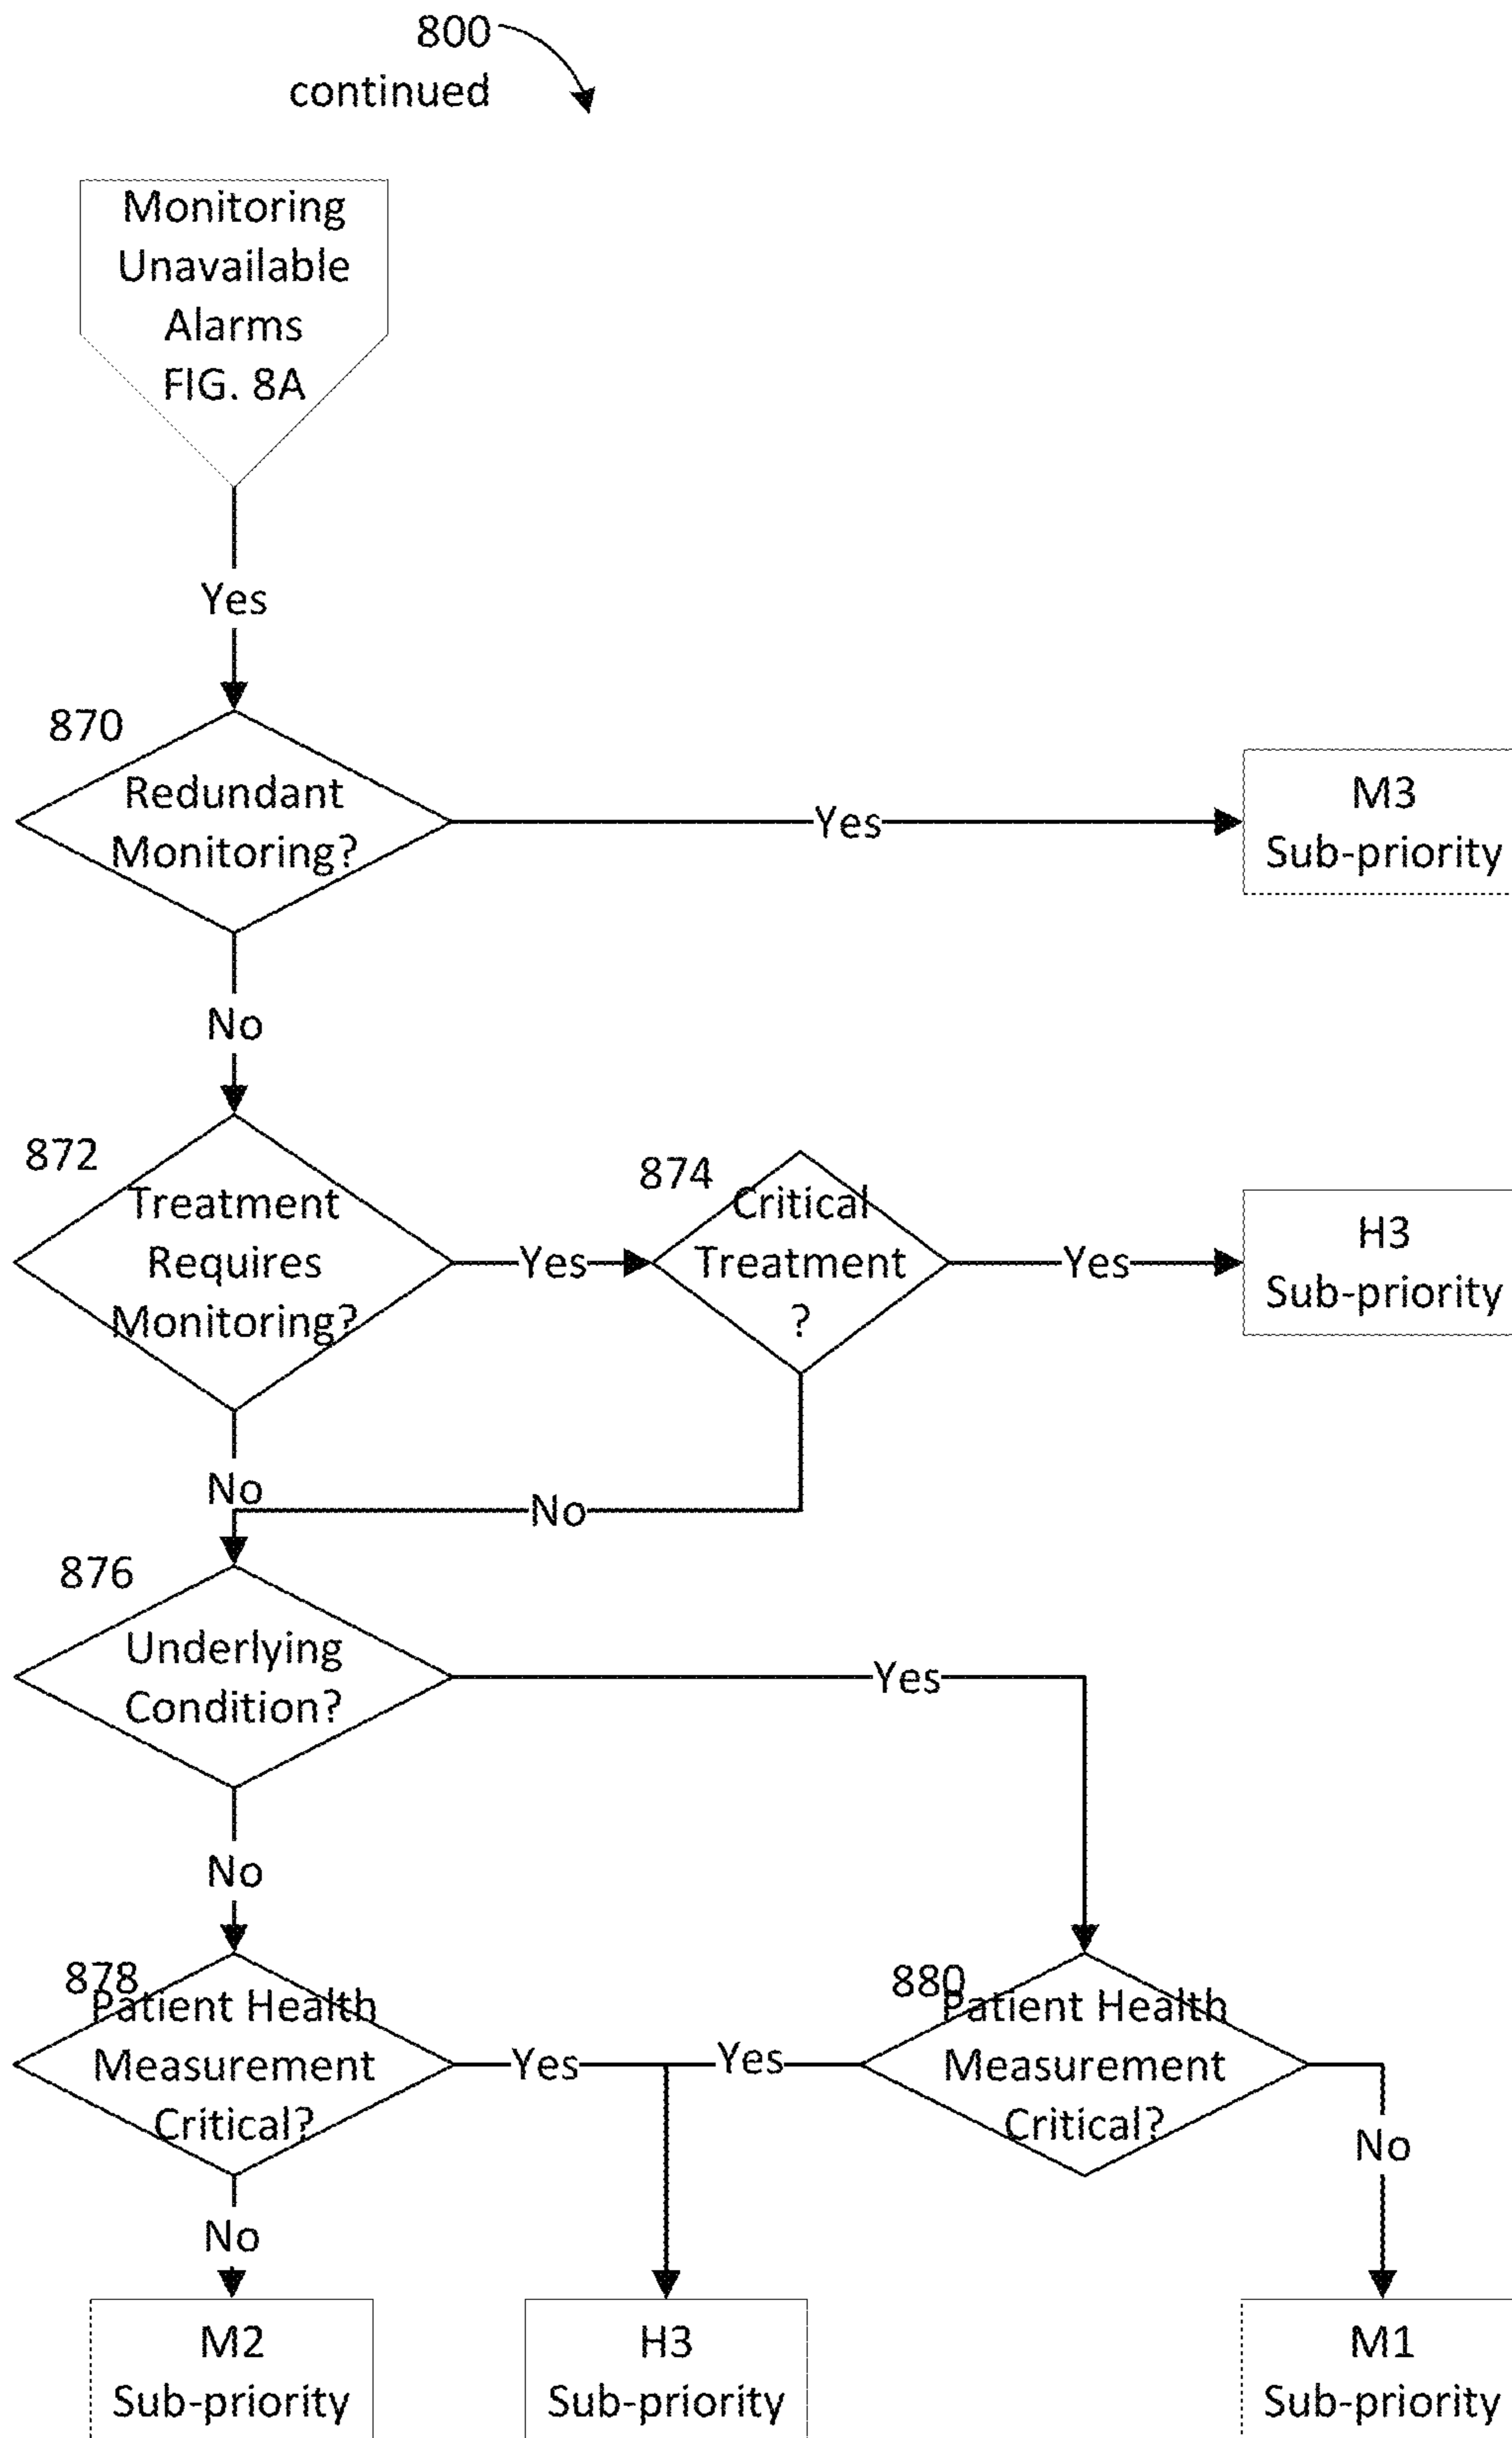 800
continued
Monitoring
Unavailable
Alarms
FIG. 8A
Yes
870
Redundant
Monitoring?
Yes
M3
Sub-priority
No
872
Treatment
Requires
Monitoring?
Yes
874
Critical
Treatment
?
Yes
H3
Sub-priority
No
No
876
Underlying
Condition?
Yes
No
878
Patient Health
Measurement
Critical?
Yes
Yes
880
Patient Health
Measurement
Critical?
No
No
M2
Sub-priority
H3
Sub-priority
M1
Sub-priority